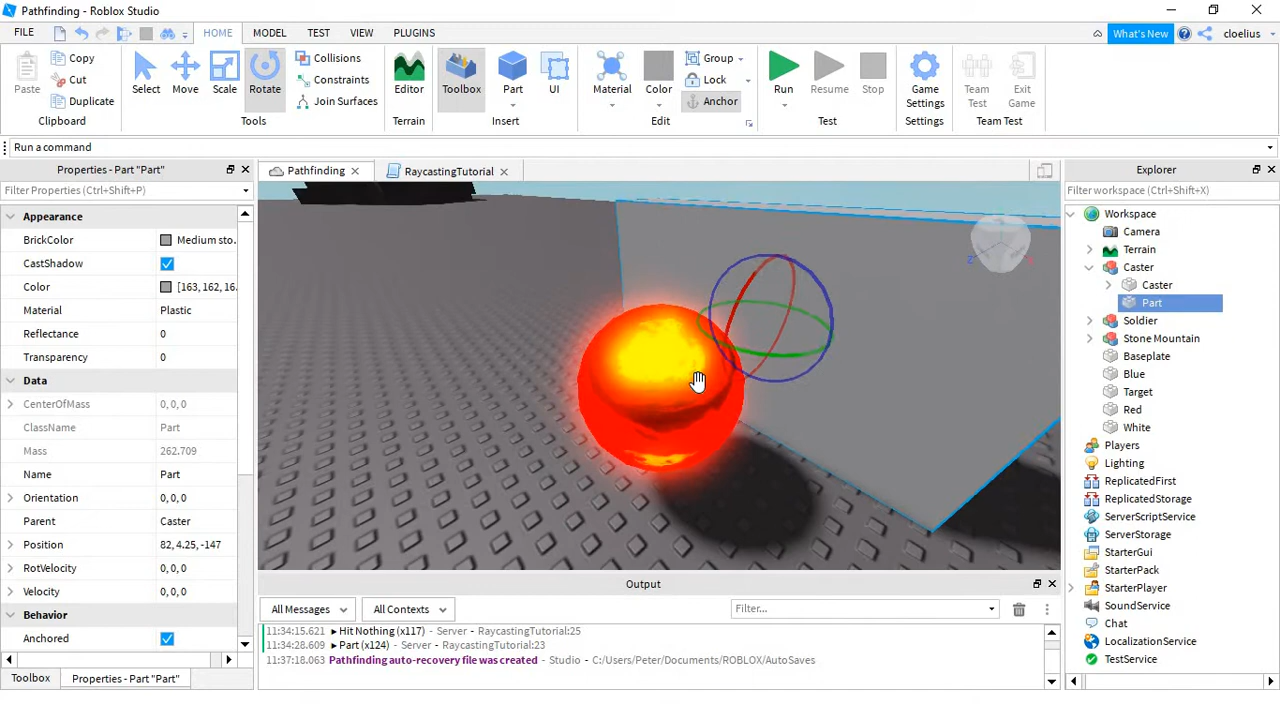 Pathfinding - Roblox Studio
FILE HOME MODEL TEST VIEW PLUGINS What's New cloelius
Paste Copy Cut Duplicate Clipboard
Select Move Scale Rotate Collisions Constraints Join Surfaces Tools
Editor Terrain
Toolbox Part UI Insert
Material Color Group Lock Anchor Edit
Run Resume Stop Test
Game Settings Settings
Team Test Exit Game Team Test
Run a command
Properties - Part "Part"
Filter Properties (Ctrl+Shift+P)
Appearance
BrickColor Medium sto...
CastShadow
Color [163, 162, 16...
Material Plastic
Reflectance 0
Transparency 0
Data
CenterOfMass 0, 0, 0
ClassName Part
Mass 262.709
Name Part
Orientation 0, 0, 0
Parent Caster
Position 82, 4.25, -147
RotVelocity 0, 0, 0
Velocity 0, 0, 0
Behavior
Anchored
Toolbox Properties - Part "Part"
Pathfinding RaycastingTutorial
Z
Output
All Messages All Contexts Filter...
11:34:15.621 Hit Nothing (x117) - Server - RaycastingTutorial:25
11:34:28.609 Part (x124) - Server - RaycastingTutorial:23
11:37:18.063 Pathfinding auto-recovery file was created - Studio - C:/Users/Peter/Documents/ROBLOX/AutoSaves
Explorer
Filter workspace (Ctrl+Shift+X)
Workspace
Camera
Terrain
Caster
Caster
Part
Soldier
Stone Mountain
Baseplate
Blue
Target
Red
White
Players
Lighting
ReplicatedFirst
ReplicatedStorage
ServerScriptService
ServerStorage
StarterGui
StarterPack
StarterPlayer
SoundService
Chat
LocalizationService
TestService